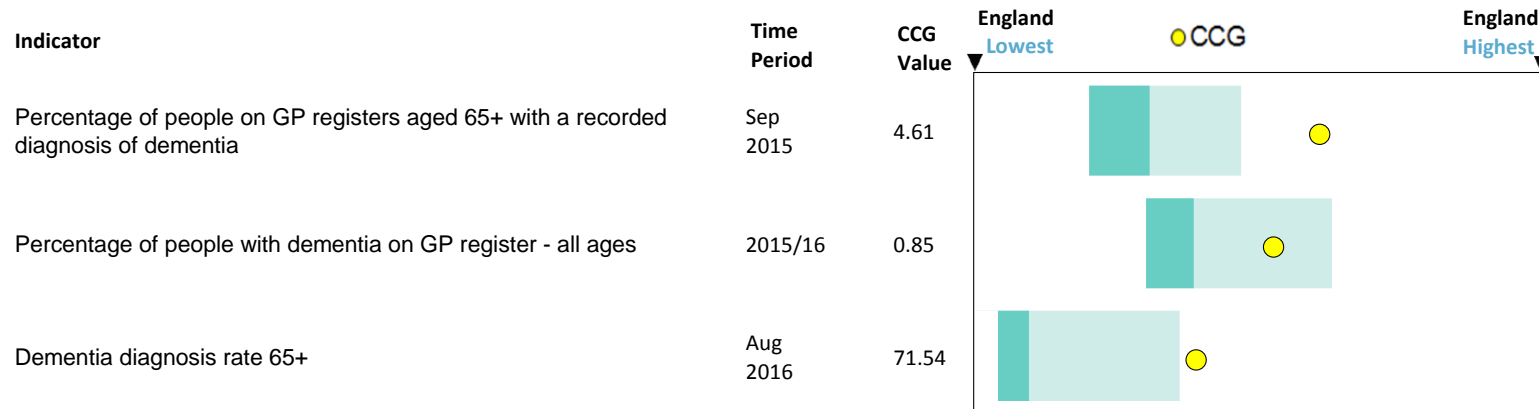 Indicator
Time
Period
CCG
Value
England
Lowest
CCG
England
Highest
Percentage of people on GP registers aged 65+ with a recorded
diagnosis of dementia
Sep
2015
4.61
Percentage of people with dementia on GP register - all ages
2015/16
0.85
Dementia diagnosis rate 65+
Aug
2016
71.54